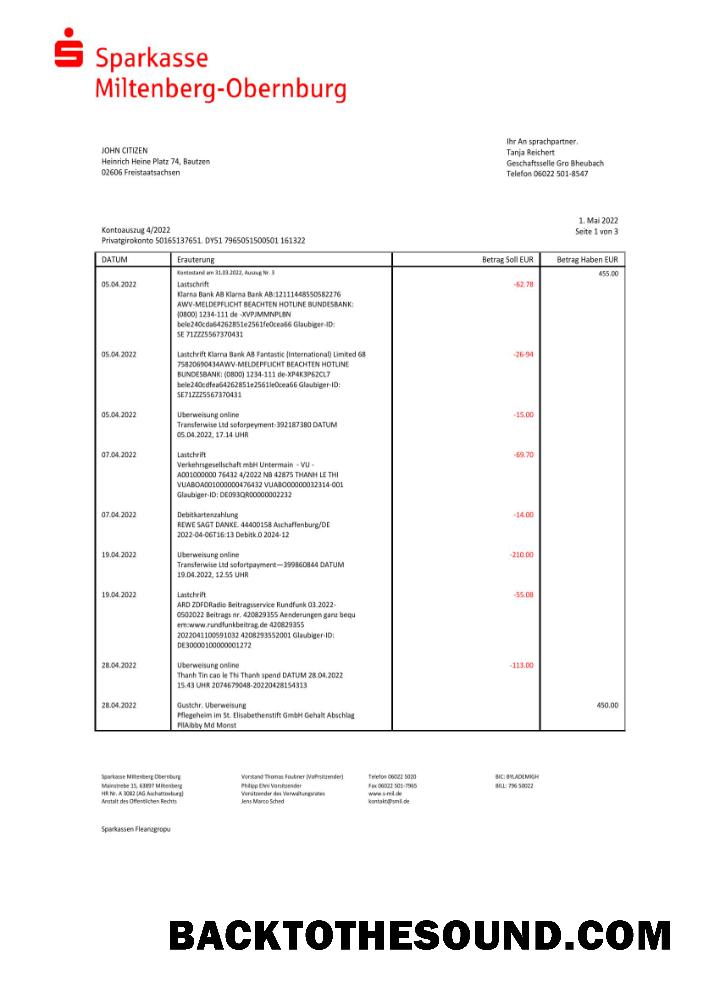 Sparkasse
Miltenberg-Obernburg
JOHN CITIZEN
Heinrich Heine Platz 74, Bautzen
02606 Freistaatsachsen
Ihr An sprachpartner.
Tanja Reichert
Geschaftsselle Gro Bheubach
Telefon 06022 501-8547
1. Mai 2022
Seite 1 von 3
Kontoauszug 4/2022
Privatgirokonto 50165137651. DY51 7965051500501 161322
DATUM Erauterung Betrag Soll EUR Betrag Haben EUR
Kontostand am 31.03.2022, Auszug Nr. 3 455.00
05.04.2022 Lastschrift -62.78
Klarna Bank AB Klarna Bank AB:12111448550582276
AWV-MELDEPFLICHT BEACHTEN HOTLINE BUNDESBANK:
(0800) 1234-111 de -XVPJMMNPLBN
bele240cda64262851e2561fe0cea66 Glaubiger-ID:
SE 71ZZZ5567370431
05.04.2022 Lastchrift Klarna Bank AB Fantastic (International) Limited 68 -26-94
75820690434AWV-MELDEPFLICHT BEACHTEN HOTLINE
BUNDESBANK: (0800) 1234-111 de-XP4K3P62CL7
bele240cdfea64262851e2561le0cea66 Glaubiger-ID:
SE71ZZZ5567370431
05.04.2022 Uberweisung online -15.00
Transferwise Ltd soforpeyment-392187380 DATUM
05.04.2022, 17.14 UHR
07.04.2022 Lastchrift -69.70
Verkehrsgesellschaft mbH Untermain - VU -
A001000000 76432 4/2022 NB 42875 THANH LE THI
VUABOA001000000476432 VUABO00000032314-001
Glaubiger-ID: DE093QR00000002232
07.04.2022 Debitkartenzahlung -14.00
REWE SAGT DANKE. 44400158 Aschaffenburg/DE
2022-04-06T16:13 Debitk.0 2024-12
19.04.2022 Uberweisung online -210.00
Transferwise Ltd sofortpayment—399860844 DATUM
19.04.2022, 12.55 UHR
19.04.2022 Lastchrift -55.08
ARD ZDFDRadio Beitragsservice Rundfunk 03.2022-
0502022 Beitrags nr. 420829355 Aenderungen ganz bequ
em:www.rundfunkbeitrag.de 420829355
2022041100591032 4208293552001 Glaubiger-ID:
DE30000100000001272
28.04.2022 Uberweisung online -113.00
Thanh Tin cao le Thi Thanh spend DATUM 28.04.2022
15.43 UHR 2074679048-20220428154313
28.04.2022 Gustchr. Uberweisung 450.00
Pflegeheim im St. Elisabethenstift GmbH Gehalt Abschlag
PllAibby Md Monst
Sparkasse Miltenberg Obernburg
Mainstrebe 15, 63897 Miltenberg
HR Nr. A 3082 (AG Aschattexburg)
Anstalt des Offentlichen Rechts
Vorstand Thomas Feubner (VoPrsitzender)
Philipp Ehni Vorsitzender
Vorsitzender des Verwaltungsrates
Jens Marco Sched
Telefon 06022 5020
Fax 06022 501-7965
www.s-mil.de
kontakt@smil.de
BIC: BYLADEMIGH
BILL: 796 50022
Sparkassen Fleanzgropu
BACKTOTHESOUND.COM